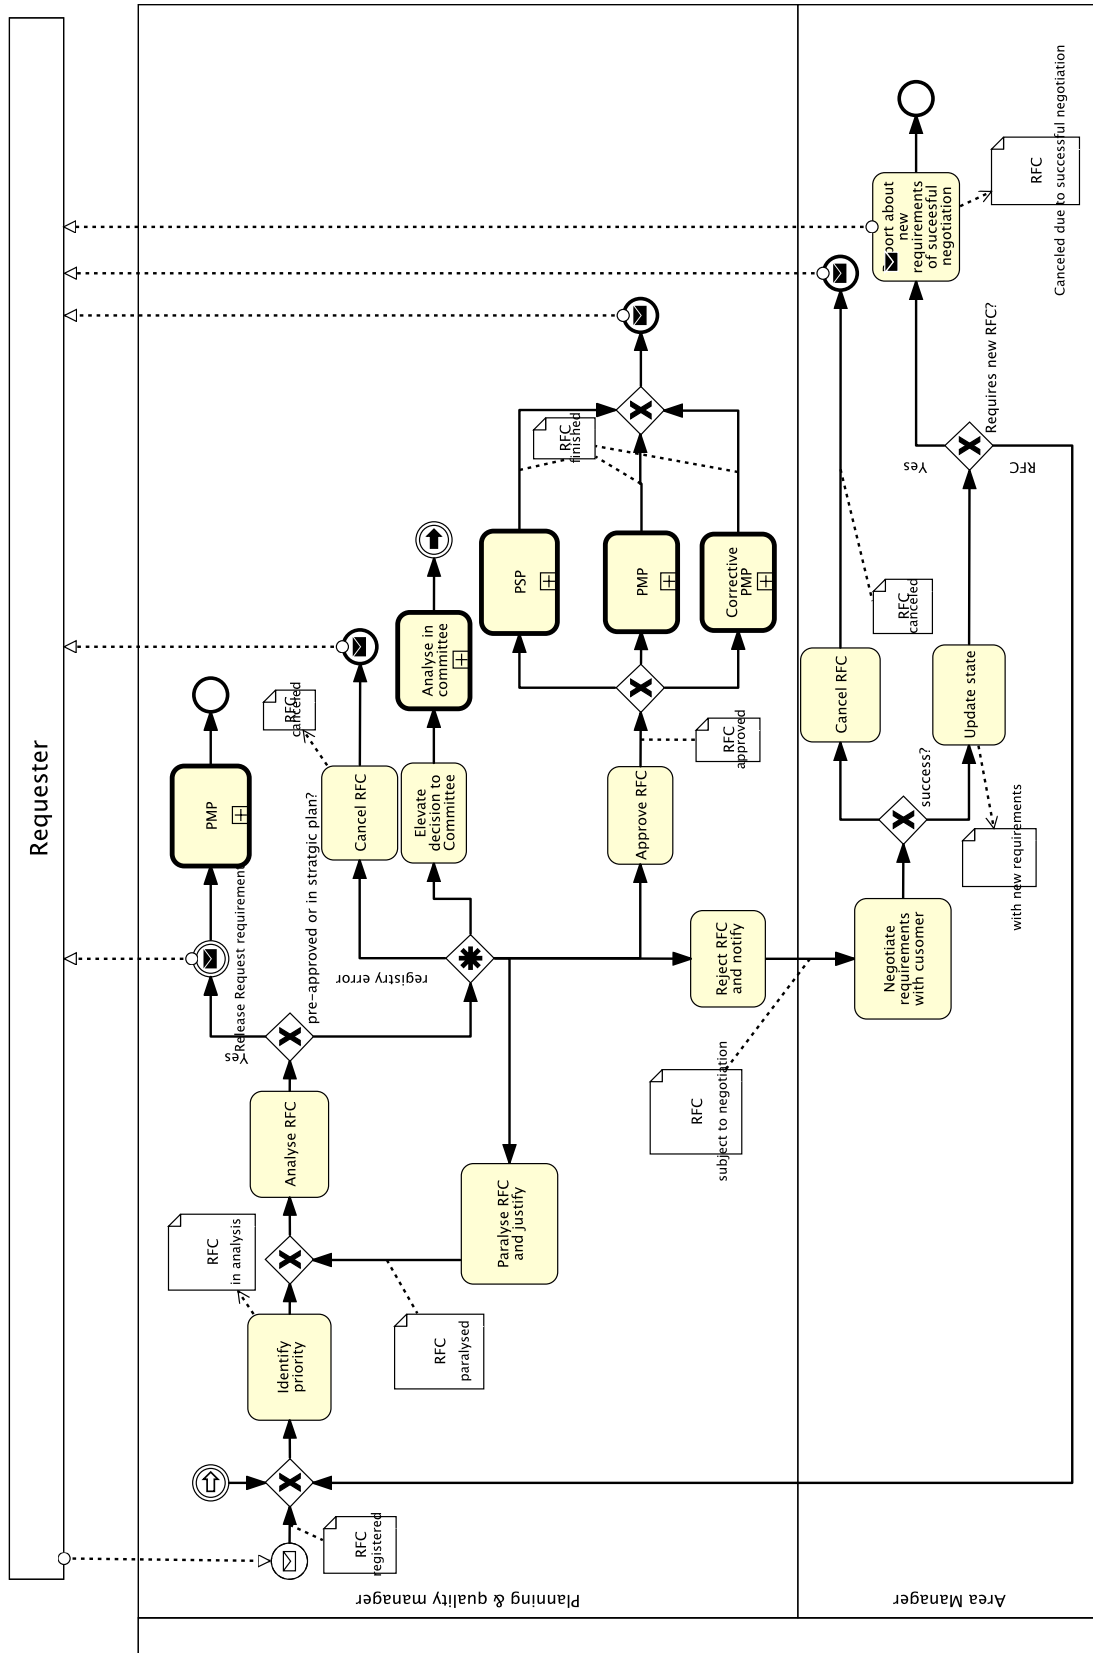 Requester
Planning & quality manager
Area Manager
RFC
registered
Identify
priority
RFC
in analysis
RFC
paralysed
Analyse RFC
Paralyse RFC
and justify
Yes
Release Request requirement
pre-approved or in stratgic plan?
PMP
registry error
Cancel RFC
RFC
canceled
Elevate
decision to
Committee
Analyse in
committee
Approve RFC
RFC
approved
PSP
PMP
Corrective
PMP
RFC
finished
Reject RFC
and notify
RFC
subject to negotiation
Negotiate
requirements
with customer
success?
Cancel RFC
RFC
canceled
Update state
with new requirements
Requires new RFC?
Yes
RFC
port about
new
requirements
of suceesful
negotiation
RFC
Canceled due to successful negotiation